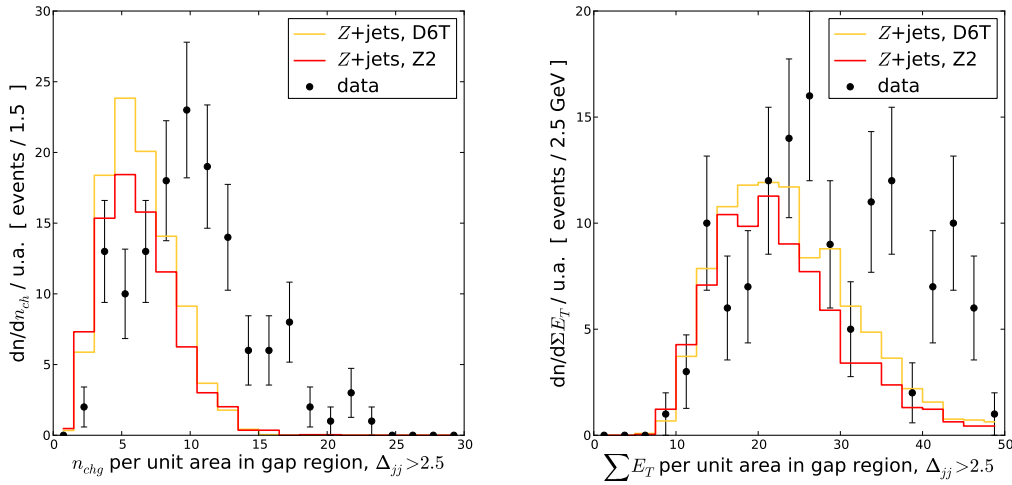 dn/dn_ch / u.a. [ events / 1.5 ]
35
30
25
20
15
10
5
0
0 5 10 15 20 25 30
n_chg per unit area in gap region, Δ_jj >2.5
Z+jets, D6T
Z+jets, Z2
data
dn/dΣE_T / u.a. [ events / 2.5 GeV ]
20
15
10
5
0
0 10 20 30 40 50
∑ E_T per unit area in gap region, Δ_jj >2.5
Z+jets, D6T
Z+jets, Z2
data